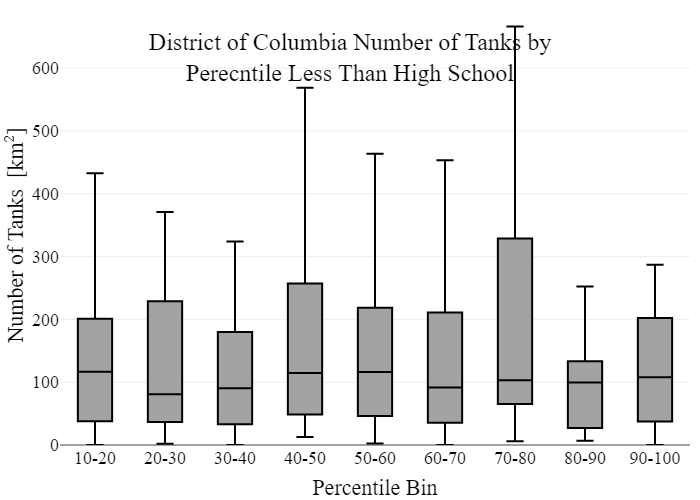 District of Columbia Number of Tanks by
Perecntile Less Than High School
Number of Tanks [km²]
600
500
400
300
200
100
0
10-20 20-30 30-40 40-50 50-60 60-70 70-80 80-90 90-100
Percentile Bin